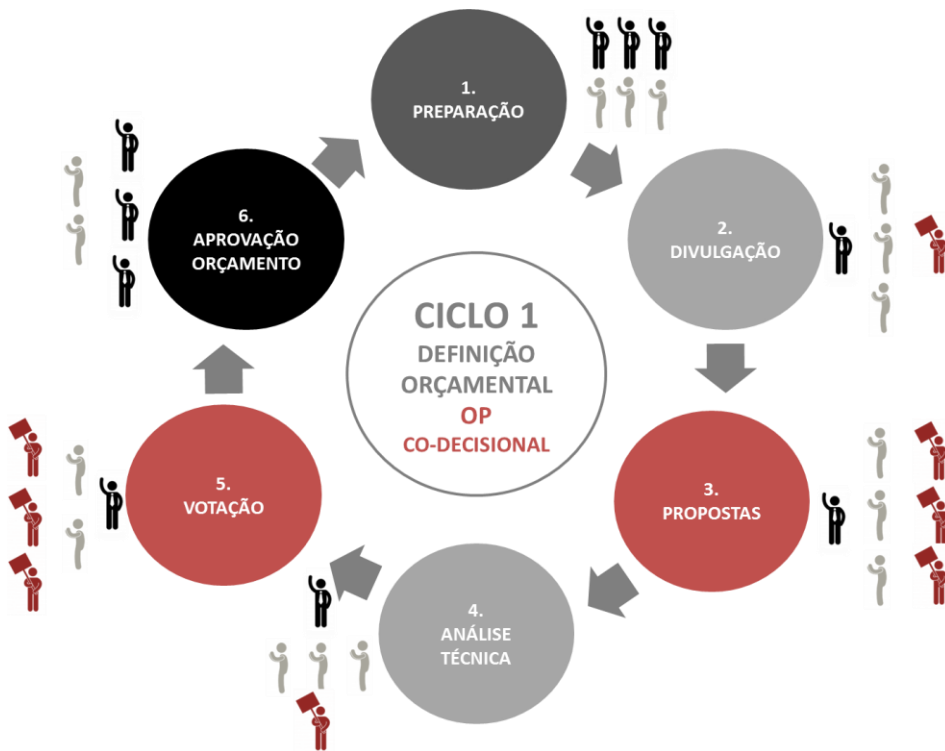 1.
PREPARAÇÃO
2.
DIVULGAÇÃO
3.
PROPOSTAS
4.
ANÁLISE
TÉCNICA
5.
VOTAÇÃO
6.
APROVAÇÃO
ORÇAMENTO
CICLO 1
DEFINIÇÃO
ORÇAMENTAL
OP
CO-DECISIONAL